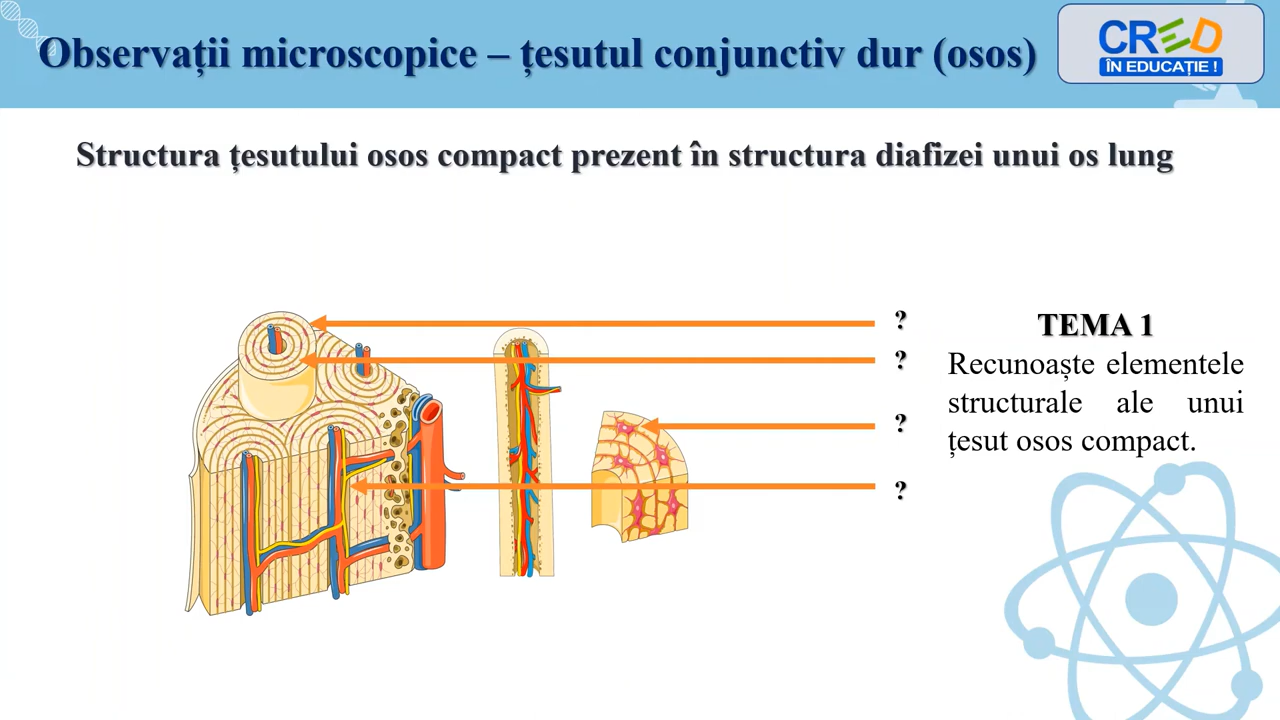 Observații microscopice – țesutul conjunctiv dur (osos)
CRED
ÎN EDUCAȚIE !
Structura țesutului osos compact prezent în structura diafizei unui os lung
?
?
?
?
TEMA 1
Recunoaște elementele
structurale ale unui
țesut osos compact.